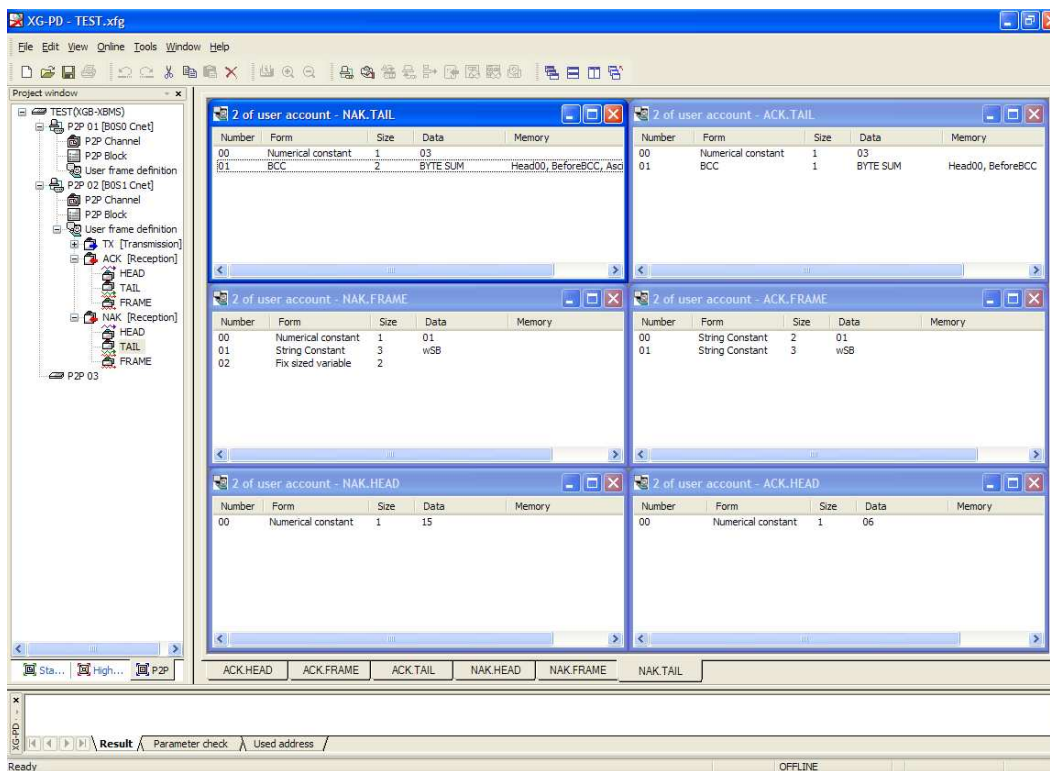 XG-PD - TEST.xfg
File Edit View Online Tools Window Help
Project window
TEST(XGB-XBMS)
P2P 01 [B0S0 Cnet]
P2P Channel
P2P Block
User frame definition
P2P 02 [B0S1 Cnet]
P2P Channel
P2P Block
User frame definition
TX [Transmission]
ACK [Reception]
HEAD
TAIL
FRAME
NAK [Reception]
HEAD
TAIL
FRAME
P2P 03
Sta... High... P2P
2 of user account - NAK.TAIL
Number Form Size Data Memory
00 Numerical constant 1 03
01 BCC 2 BYTE SUM Head00, BeforeBCC, Asci
2 of user account - ACK.TAIL
Number Form Size Data Memory
00 Numerical constant 1 03
01 BCC 1 BYTE SUM Head00, BeforeBCC
2 of user account - NAK.FRAME
Number Form Size Data Memory
00 Numerical constant 1 01
01 String Constant 3 wSB
02 Fix sized variable 2
2 of user account - ACK.FRAME
Number Form Size Data Memory
00 String Constant 2 01
01 String Constant 3 wSB
2 of user account - NAK.HEAD
Number Form Size Data Memory
00 Numerical constant 1 15
2 of user account - ACK.HEAD
Number Form Size Data Memory
00 Numerical constant 1 06
ACK.HEAD ACK.FRAME ACK.TAIL NAK.HEAD NAK.FRAME NAK.TAIL
XG-PD -
Result Parameter check Used address
Ready OFFLINE